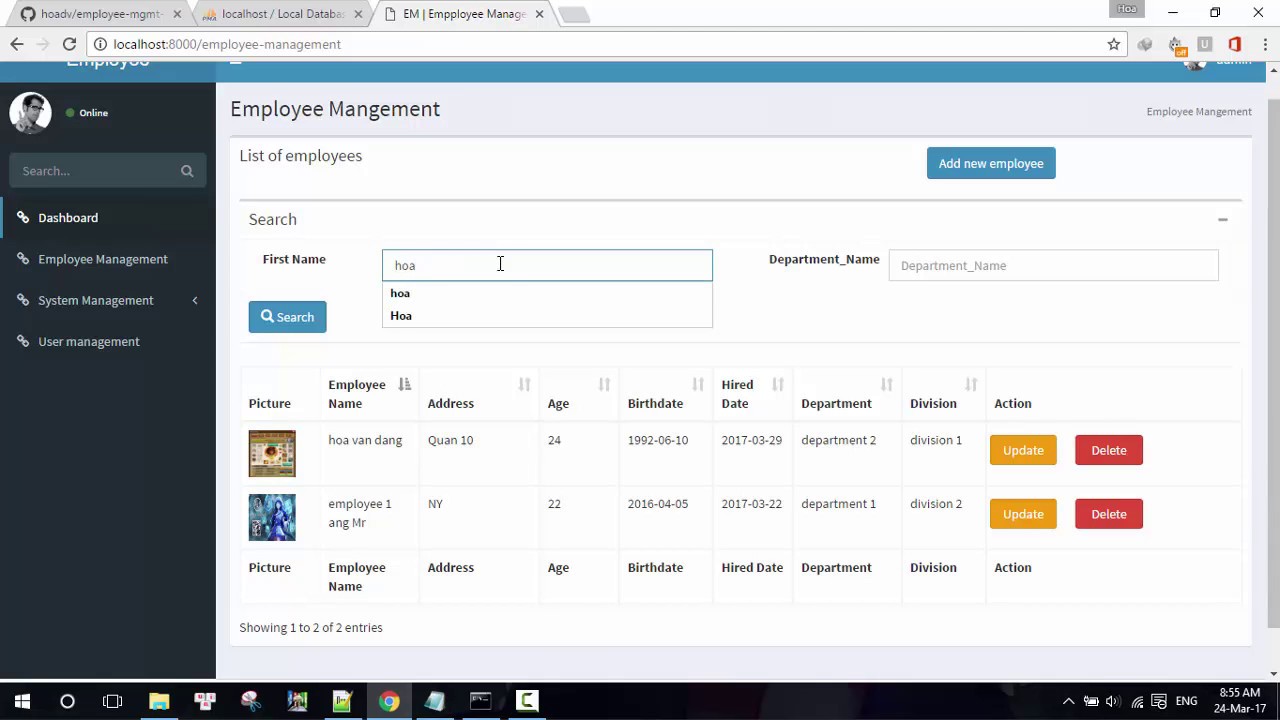 hoadv/employee-mgmt- ×
localhost / Local Databa ×
EM | Empployee Manage ×
Hoa
localhost:8000/employee-management
off
U
Employee
admin
Online
Search...
Dashboard
Employee Management
System Management
User management
Employee Mangement
Employee Mangement
List of employees
Add new employee
Search
First Name
hoa
hoa
Hoa
Department_Name
Department_Name
Search
Picture Employee Name Address Age Birthdate Hired Date Department Division Action
hoa van dang Quan 10 24 1992-06-10 2017-03-29 department 2 division 1 Update Delete
employee 1 ang Mr NY 22 2016-04-05 2017-03-22 department 1 division 2 Update Delete
Picture Employee Name Address Age Birthdate Hired Date Department Division Action
Showing 1 to 2 of 2 entries
ENG
8:55 AM
24-Mar-17